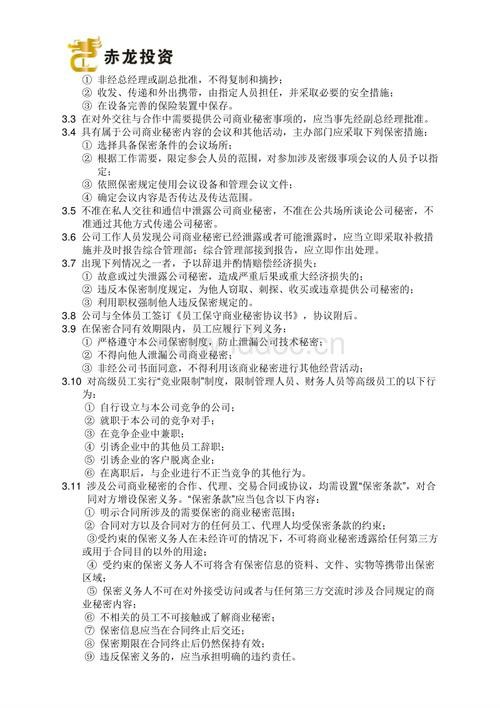 赤龙投资
① 非经总经理或副总批准，不得复制和摘抄；
② 收发、传递和外出携带，由指定人员担任，并采取必要的安全措施；
③ 在设备完善的保险装置中保存。
3.3 在对外交往与合作中需要提供公司商业秘密事项的，应当事先经副总经理批准。
3.4 具有属于公司商业秘密内容的会议和其他活动，主办部门应采取下列保密措施：
① 选择具备保密条件的会议场所；
② 根据工作需要，限定参会人员的范围，对参加涉及密级事项会议的人员予以指
定；
③ 依照保密规定使用会议设备和管理会议文件；
④ 确定会议内容是否传达及传达范围。
3.5 不准在私人交往和通信中泄露公司商业秘密，不准在公共场所谈论公司秘密，不
准通过其他方式传递公司秘密。
3.6 公司工作人员发现公司商业秘密已经泄露或者可能泄露时，应当立即采取补救措
施并及时报告综合管理部；综合管理部接到报告，应立即作出处理。
3.7 出现下列情况之一者，予以辞退并酌情赔偿经济损失：
① 故意或过失泄露公司秘密，造成严重后果或重大经济损失的；
② 违反本保密制度规定，为他人窃取、刺探、收买或违章提供公司秘密的；
③ 利用职权强制他人违反保密规定的。
3.8 公司与全体员工签订《员工保守商业秘密协议书》，协议附后。
3.9 在保密合同有效期限内，员工应履行下列义务：
① 严格遵守本公司保密制度，防止泄漏公司技术秘密；
② 不得向他人泄漏公司商业秘密；
③ 非经公司书面同意，不得利用该商业秘密进行其他经营活动；
3.10 对高级员工实行“竞业限制”制度，限制管理人员、财务人员等高级员工的以下行
为：
① 自行设立与本公司竞争的公司；
② 就职于本公司的竞争对手；
③ 在竞争企业中兼职；
④ 引诱企业中的其他员工辞职；
⑤ 引诱企业的客户脱离企业；
⑥ 在离职后，与企业进行不正当竞争的其他行为。
3.11 涉及公司商业秘密的合作、代理、交易合同或协议，均需设置“保密条款”，对合
同对方增设保密义务。“保密条款”应当包含以下内容：
① 明示合同所涉及的需要保密的商业秘密范围；
② 合同对方以及合同对方的任何员工、代理人均受保密条款的约束；
③受约束的保密义务人在未经许可的情况下，不可将商业秘密透露给任何第三方
或用于合同目的以外的用途；
④ 受约束的保密义务人不可将含有保密信息的资料、文件、实物等携带出保密
区域；
⑤ 保密义务人不可在对外接受访问或者与任何第三方交流时涉及合同规定的商
业秘密内容；
⑥ 不相关的员工不可接触或了解商业秘密；
⑦ 保密信息应当在合同终止后交还；
⑧ 保密期限在合同终止后仍然保持有效；
⑨ 违反保密义务的，应当承担明确的违约责任。